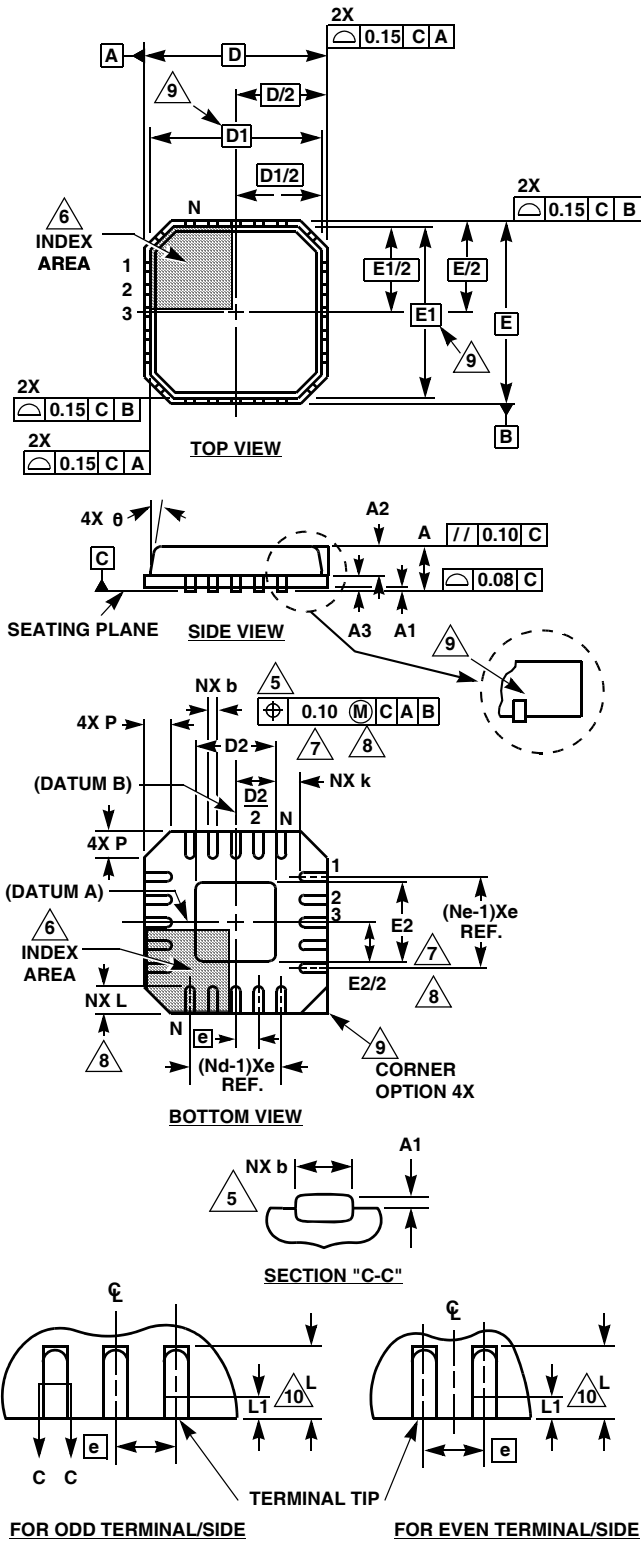 2X
0.15 C A
A
D
D/2
9
D1
D1/2
2X
0.15 C B
6
INDEX
AREA
N
1
2
3
E1/2
E/2
E1
E
9
2X
0.15 C B
2X
0.15 C A
B
TOP VIEW
4X θ
A2
A
// 0.10 C
C
0.08 C
SEATING PLANE
SIDE VIEW
A3
A1
9
NX b
5
0.10 M C A B
4X P
D2
7
8
(DATUM B)
D2
2
NX k
N
4X P
1
2
3
(DATUM A)
(Ne-1)Xe
REF.
6
INDEX
AREA
E2
7
E2/2
8
NX L
8
N
e
(Nd-1)Xe
REF.
9
CORNER
OPTION 4X
BOTTOM VIEW
NX b
A1
5
SECTION "C-C"
C L
C L
L1
10
L
L1
10
L
e
e
C C
TERMINAL TIP
FOR ODD TERMINAL/SIDE
FOR EVEN TERMINAL/SIDE